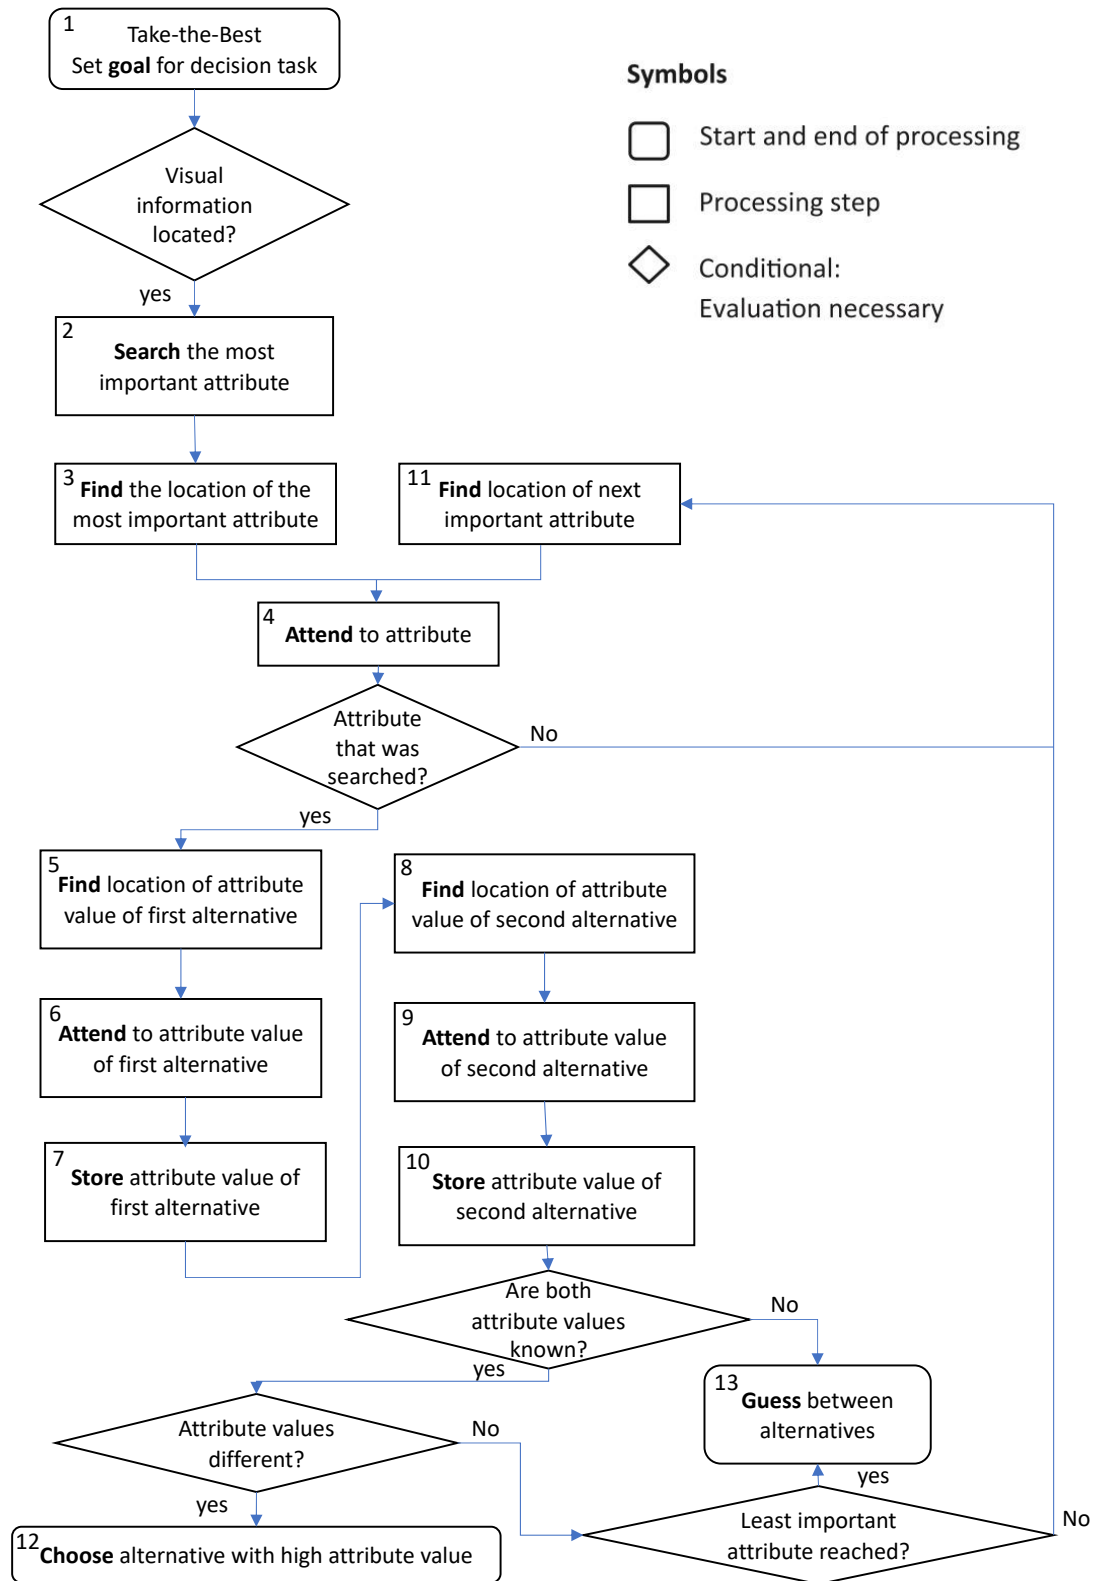 1
Take-the-Best
Set goal for decision task
Symbols
Start and end of processing
Processing step
Conditional:
Evaluation necessary
Visual
information
located?
yes
2
Search the most
important attribute
3
Find the location of the
most important attribute
11
Find location of next
important attribute
4
Attend to attribute
Attribute
that was
searched?
No
yes
5
Find location of attribute
value of first alternative
8
Find location of attribute
value of second alternative
6
Attend to attribute value
of first alternative
9
Attend to attribute value
of second alternative
7
Store attribute value of
first alternative
10
Store attribute value of
second alternative
Are both
attribute values
known?
No
yes
13
Guess between
alternatives
Attribute values
different?
No
yes
yes
Least important
attribute reached?
No
12
Choose alternative with high attribute value